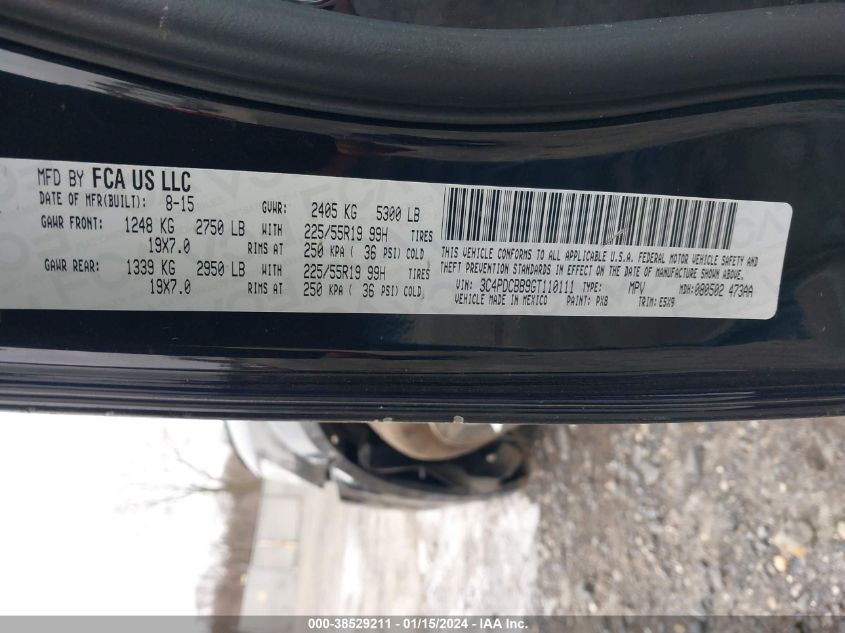 MFD BY FCA US LLC
DATE OF MFR(BUILT): 8-15 GVWR: 2405 KG 5300 LB
GAWR FRONT: 1248 KG 2750 LB WITH 225/55R19 99H TIRES
19X7.0 RIMS AT 250 KPA ( 36 PSI) COLD
GAWR REAR: 1339 KG 2950 LB WITH 225/55R19 99H TIRES
19X7.0 RIMS AT 250 KPA ( 36 PSI) COLD
THIS VEHICLE CONFORMS TO ALL APPLICABLE U.S.A. FEDERAL MOTOR VEHICLE SAFETY AND
THEFT PREVENTION STANDARDS IN EFFECT ON THE DATE OF MANUFACTURE SHOWN ABOVE.
VIN: 3C4PDCBB9GT110111 TYPE: MPV MDH: 080502 473AA
VEHICLE MADE IN MEXICO PAINT: PX8 TRIM: E5X9
000-38529211 - 01/15/2024 - IAA Inc.